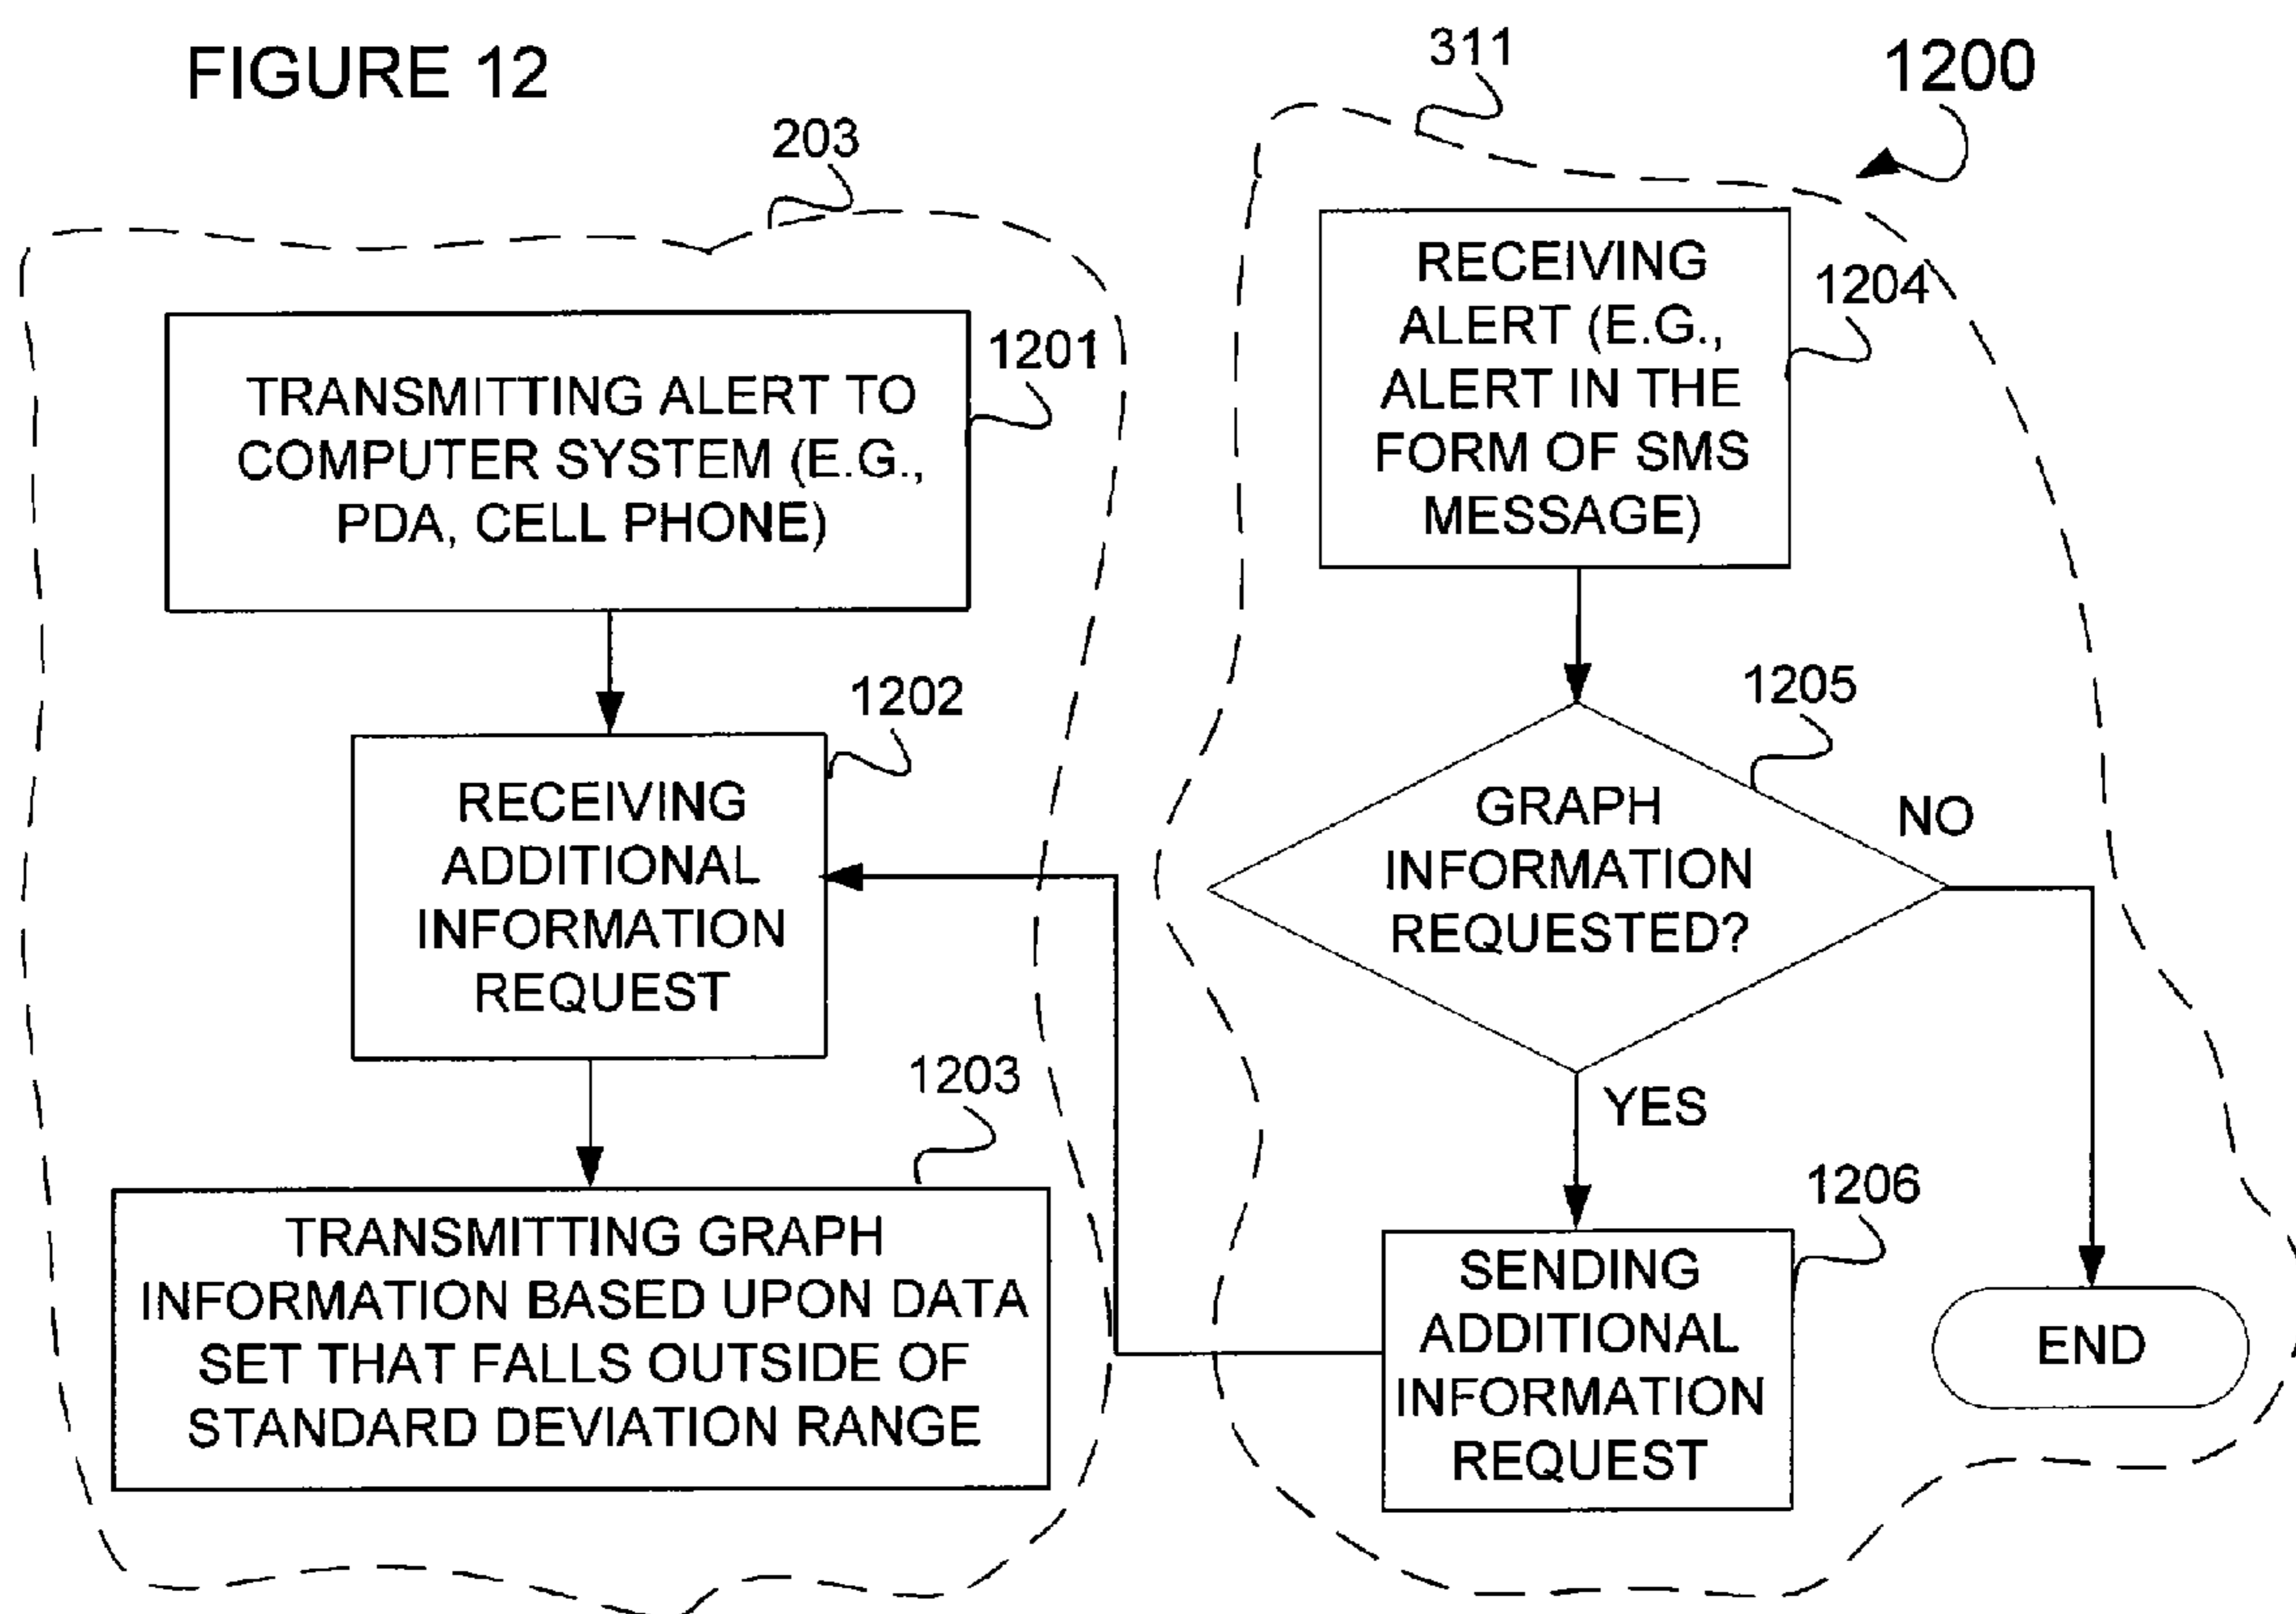 FIGURE 12
1200
203
TRANSMITTING ALERT TO
COMPUTER SYSTEM (E.G.,
PDA, CELL PHONE)
1201
RECEIVING
ADDITIONAL
INFORMATION
REQUEST
1202
TRANSMITTING GRAPH
INFORMATION BASED UPON DATA
SET THAT FALLS OUTSIDE OF
STANDARD DEVIATION RANGE
1203
311
RECEIVING
ALERT (E.G.,
ALERT IN THE
FORM OF SMS
MESSAGE)
1204
GRAPH
INFORMATION
REQUESTED?
1205
NO
YES
SENDING
ADDITIONAL
INFORMATION
REQUEST
1206
END